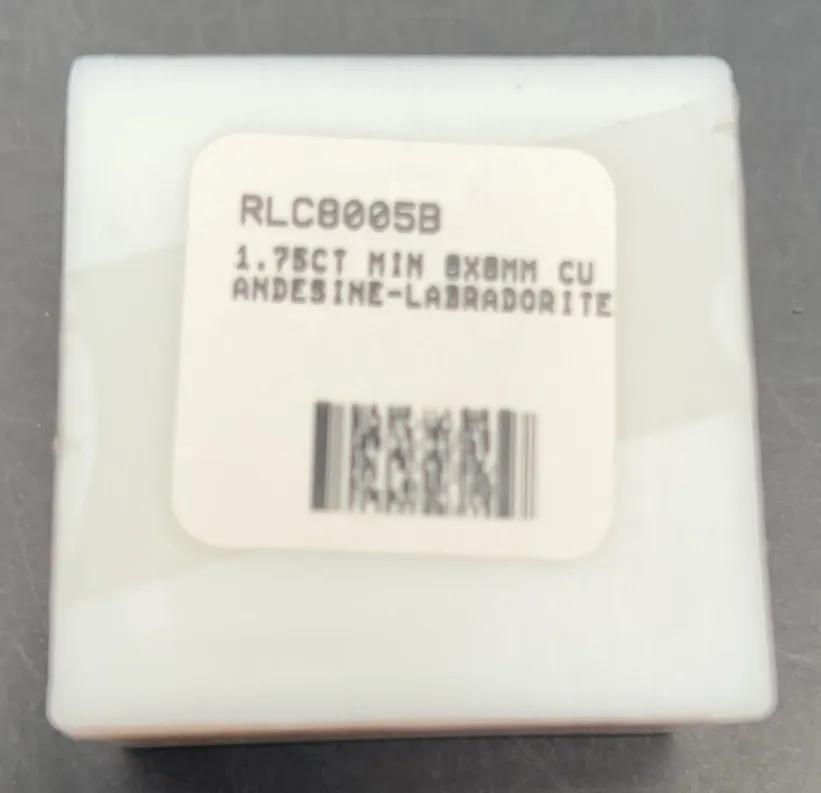 RLC8005B
1.75CT MIN 8X8MM CU
ANDESINE-LABRADORITE